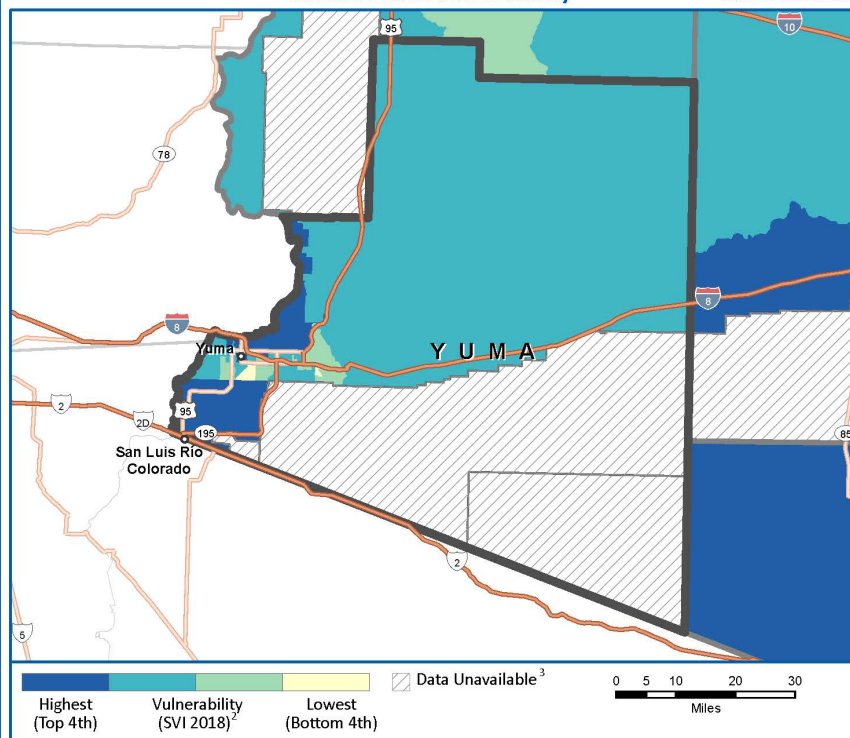 95
10
78
8
8
Yuma
Y U M A
2
2D
95
195
San Luis Río
Colorado
85
2
5
Data Unavailable³
Highest
(Top 4th)
Vulnerability
(SVI 2018)²
Lowest
(Bottom 4th)
0 5 10 20 30
Miles